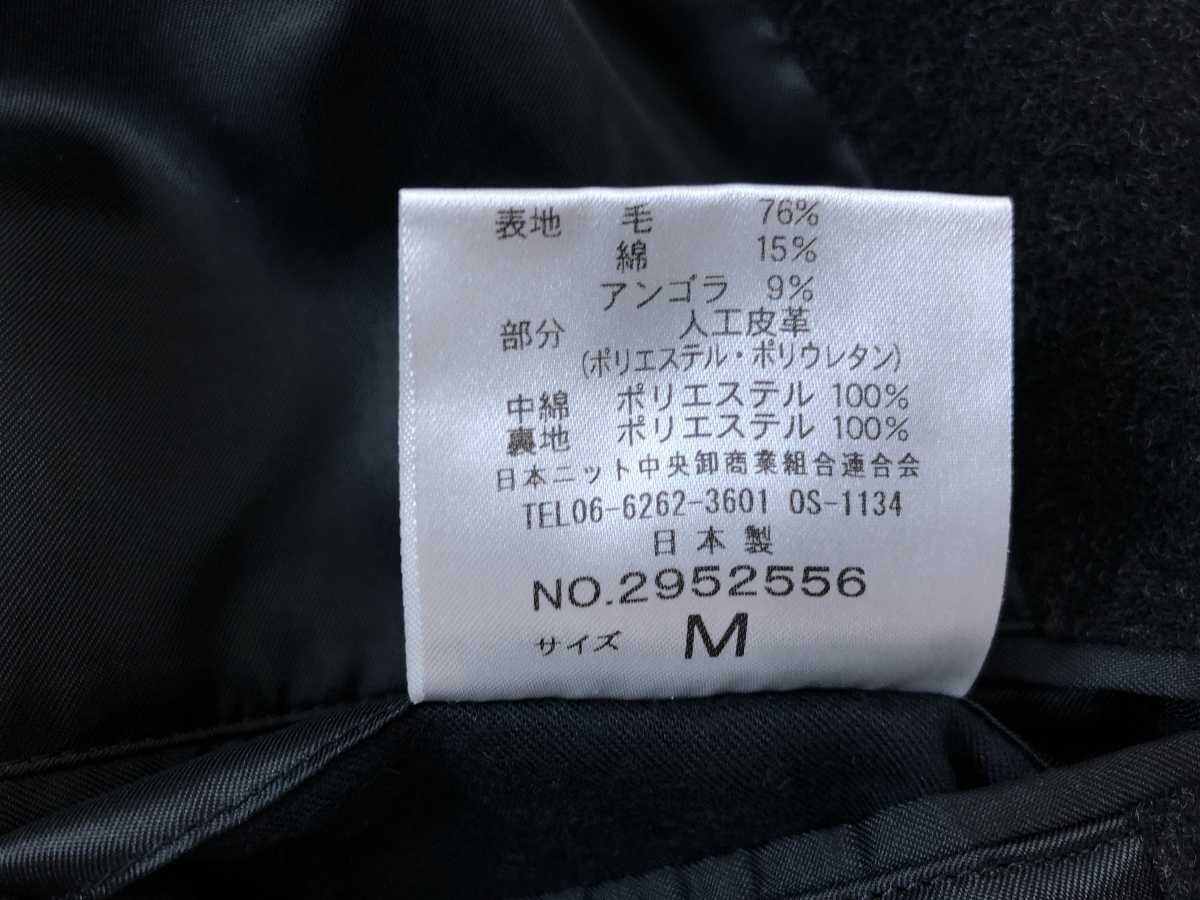 表地 毛 76%
綿 15%
アンゴラ 9%
部分 人工皮革
(ポリエステル・ポリウレタン)
中綿 ポリエステル 100%
裏地 ポリエステル 100%
日本ニット中央卸商業組合連合会
TEL06-6262-3601 OS-1134
日本製
NO.2952556
サイズ M